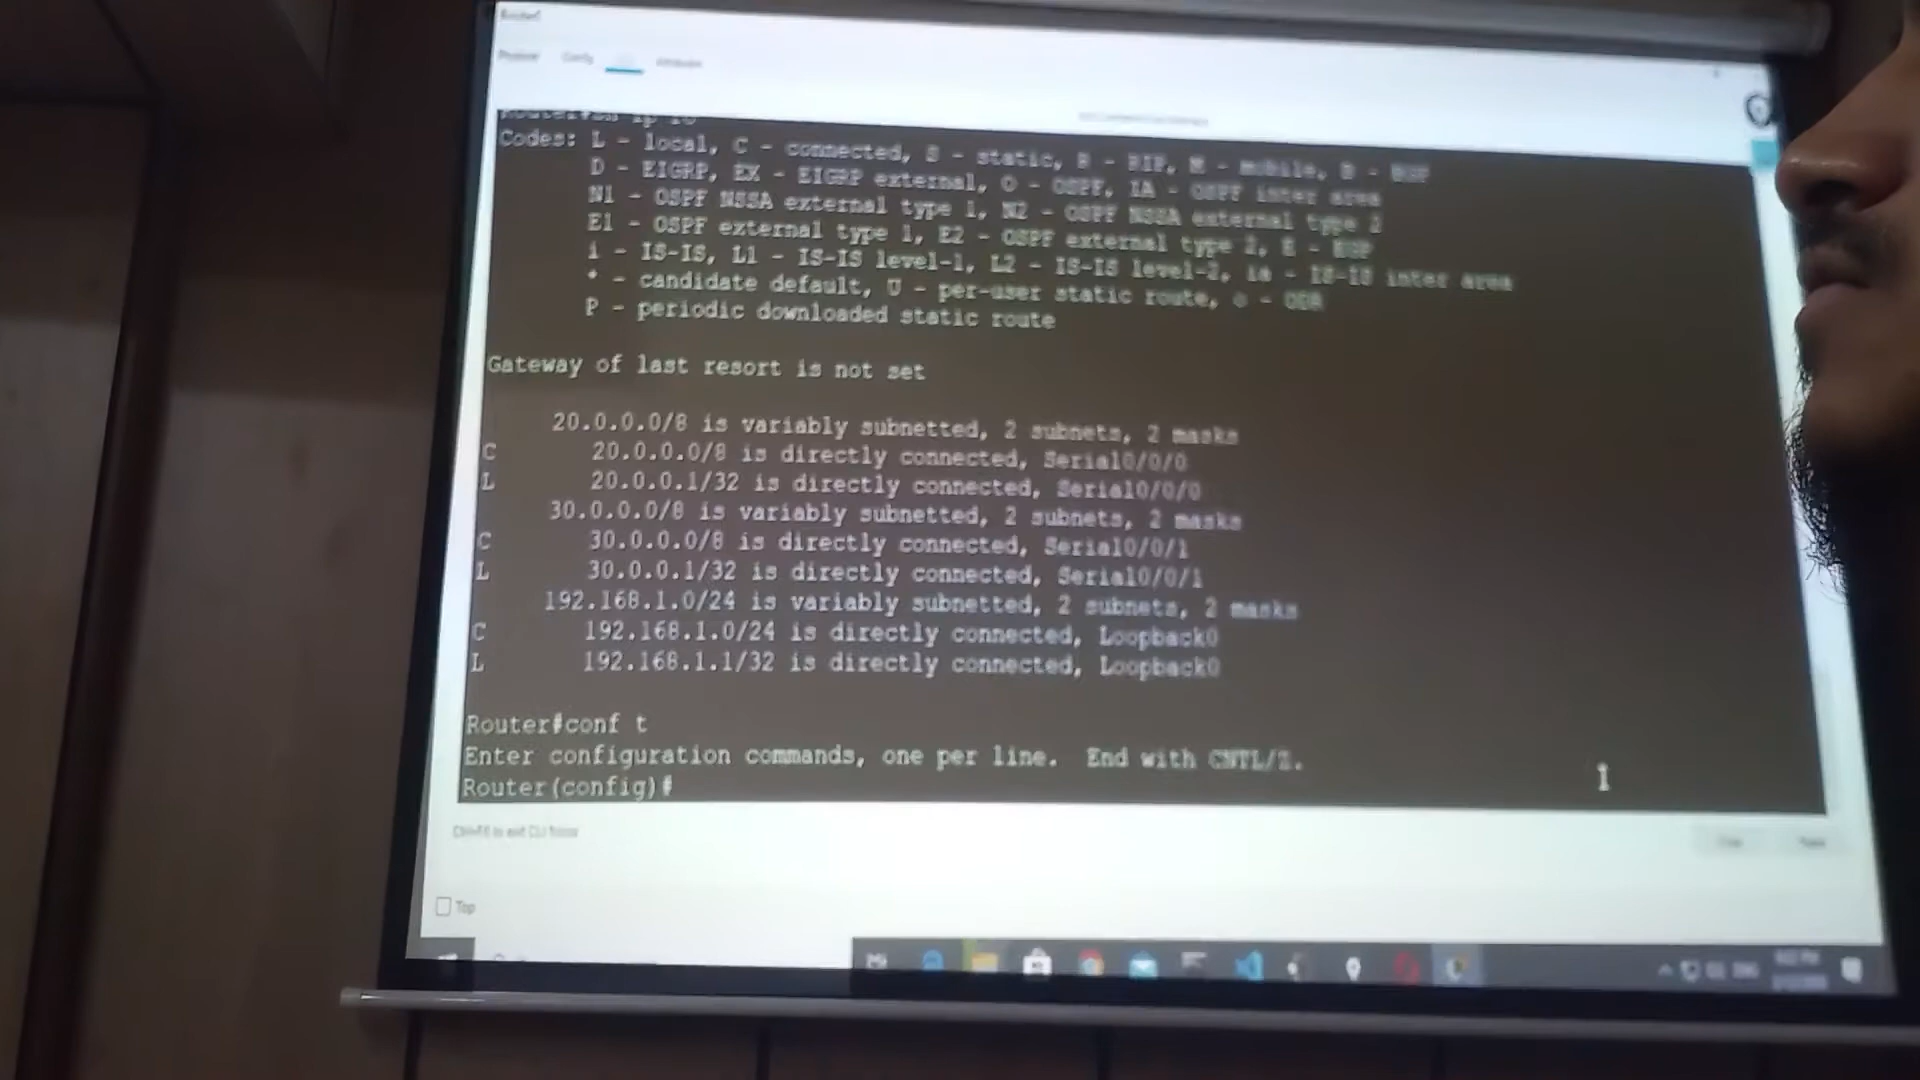 Router#sh ip ro
Codes: L - local, C - connected, S - static, R - RIP, M - mobile, B - BGP
D - EIGRP, EX - EIGRP external, O - OSPF, IA - OSPF inter area
N1 - OSPF NSSA external type 1, N2 - OSPF NSSA external type 2
E1 - OSPF external type 1, E2 - OSPF external type 2, E - EGP
i - IS-IS, L1 - IS-IS level-1, L2 - IS-IS level-2, ia - IS-IS inter area
* - candidate default, U - per-user static route, o - ODR
P - periodic downloaded static route
Gateway of last resort is not set
20.0.0.0/8 is variably subnetted, 2 subnets, 2 masks
C 20.0.0.0/8 is directly connected, Serial0/0/0
L 20.0.0.1/32 is directly connected, Serial0/0/0
30.0.0.0/8 is variably subnetted, 2 subnets, 2 masks
C 30.0.0.0/8 is directly connected, Serial0/0/1
L 30.0.0.1/32 is directly connected, Serial0/0/1
192.168.1.0/24 is variably subnetted, 2 subnets, 2 masks
C 192.168.1.0/24 is directly connected, Loopback0
L 192.168.1.1/32 is directly connected, Loopback0
Router#conf t
Enter configuration commands, one per line. End with CNTL/Z.
Router(config)#
Top